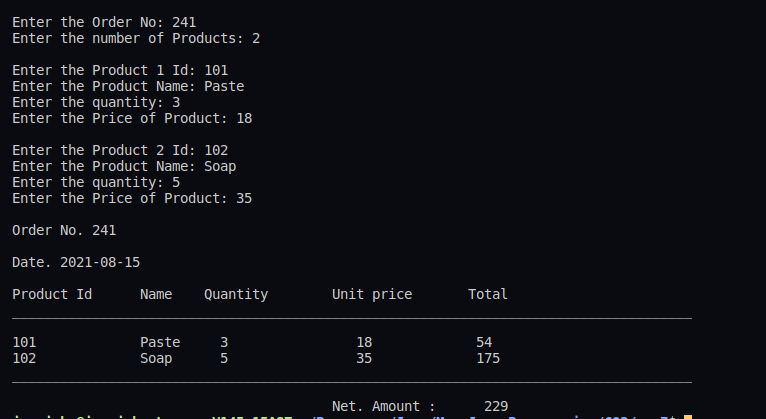 Enter the Order No: 241
Enter the number of Products: 2
Enter the Product 1 Id: 101
Enter the Product Name: Paste
Enter the quantity: 3
Enter the Price of Product: 18
Enter the Product 2 Id: 102
Enter the Product Name: Soap
Enter the quantity: 5
Enter the Price of Product: 35
Order No. 241
Date. 2021-08-15
Product Id Name Quantity Unit price Total
101 Paste 3 18 54
102 Soap 5 35 175
Net. Amount : 229